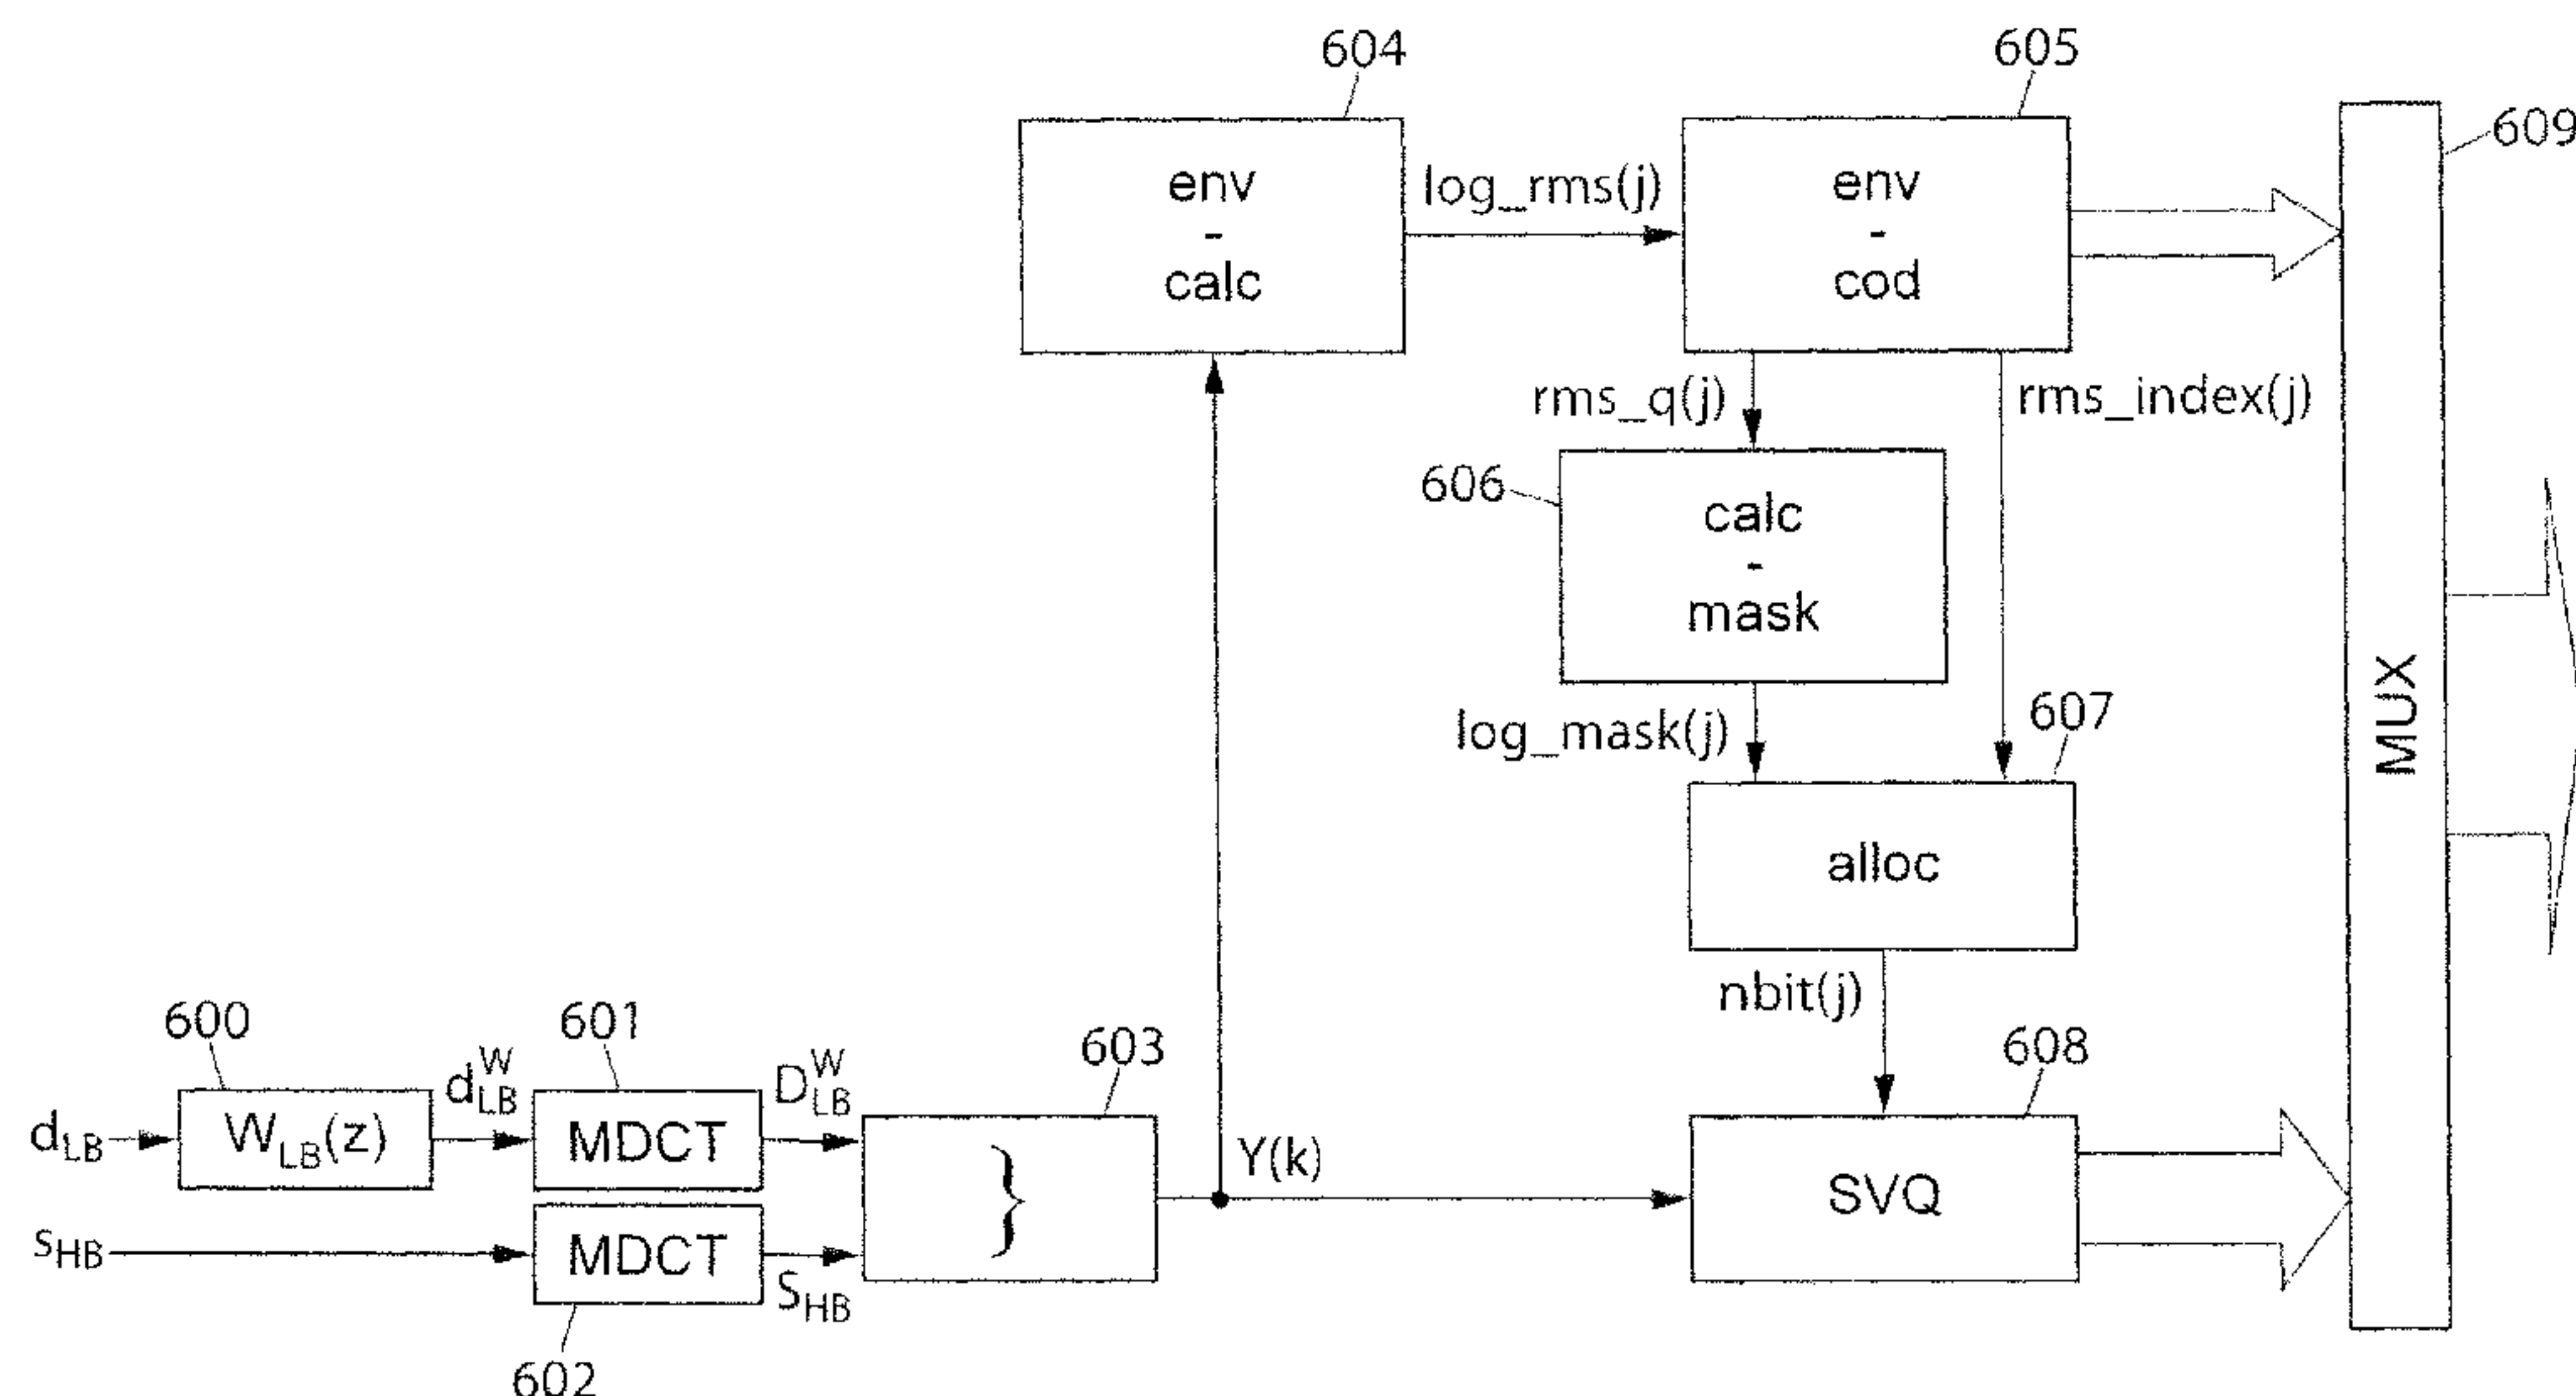 604
605
609
env
-
calc
log_rms(j)
env
-
cod
rms_q(j)
rms_index(j)
606
calc
-
mask
log_mask(j)
607
MUX
alloc
nbit(j)
600
601
603
608
d_LB
W_LB(z)
d^W_LB
MDCT
D^W_LB
}
Y(k)
SVQ
s_HB
MDCT
S_HB
602